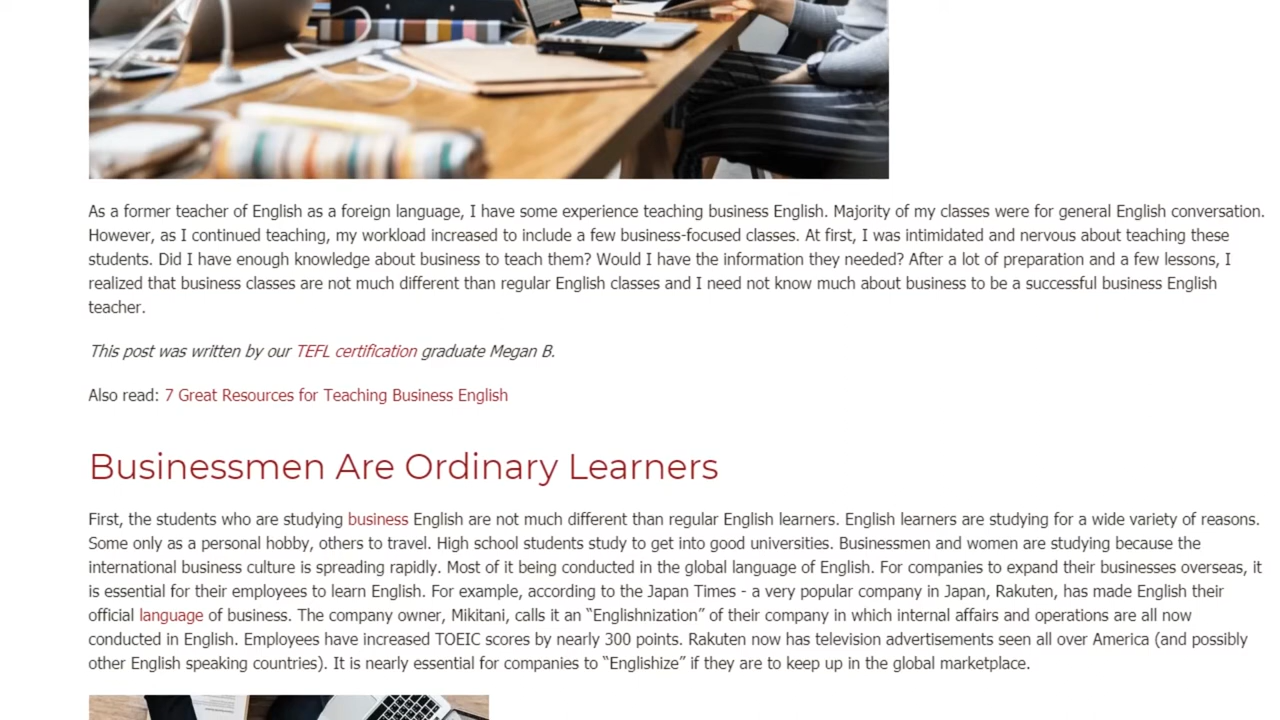 As a former teacher of English as a foreign language, I have some experience teaching business English. Majority of my classes were for general English conversation.
However, as I continued teaching, my workload increased to include a few business-focused classes. At first, I was intimidated and nervous about teaching these
students. Did I have enough knowledge about business to teach them? Would I have the information they needed? After a lot of preparation and a few lessons, I
realized that business classes are not much different than regular English classes and I need not know much about business to be a successful business English
teacher.
This post was written by our TEFL certification graduate Megan B.
Also read: 7 Great Resources for Teaching Business English
Businessmen Are Ordinary Learners
First, the students who are studying business English are not much different than regular English learners. English learners are studying for a wide variety of reasons.
Some only as a personal hobby, others to travel. High school students study to get into good universities. Businessmen and women are studying because the
international business culture is spreading rapidly. Most of it being conducted in the global language of English. For companies to expand their businesses overseas, it
is essential for their employees to learn English. For example, according to the Japan Times - a very popular company in Japan, Rakuten, has made English their
official language of business. The company owner, Mikitani, calls it an “Englishnization” of their company in which internal affairs and operations are all now
conducted in English. Employees have increased TOEIC scores by nearly 300 points. Rakuten now has television advertisements seen all over America (and possibly
other English speaking countries). It is nearly essential for companies to “Englishize” if they are to keep up in the global marketplace.